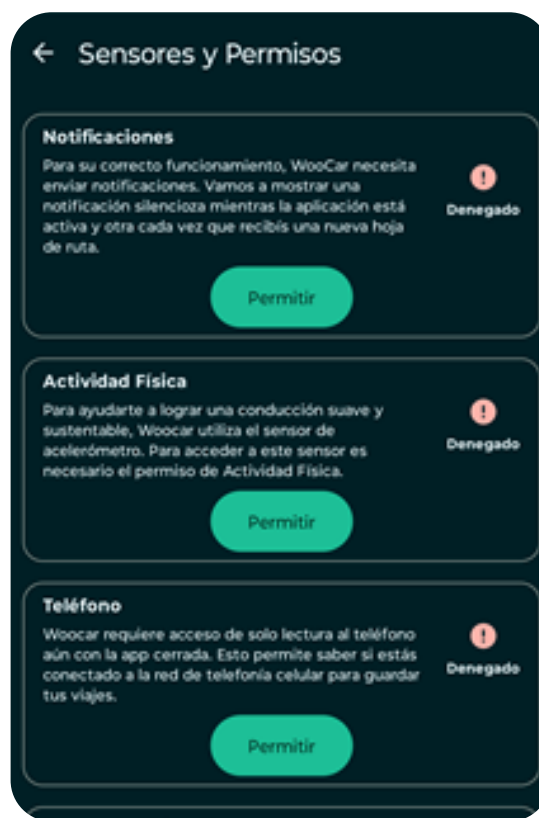 Sensores y Permisos
Notificaciones
Para su correcto funcionamiento, WooCar necesita
enviar notificaciones. Vamos a mostrar una
notificación silencioza mientras la aplicación está
activa y otra cada vez que recibís una nueva hoja
de ruta.
Denegado
Permitir
Actividad Física
Para ayudarte a lograr una conducción suave y
sustentable, Woocar utiliza el sensor de
acelerómetro. Para acceder a este sensor es
necesario el permiso de Actividad Física.
Denegado
Permitir
Teléfono
Woocar requiere acceso de solo lectura al teléfono
aún con la app cerrada. Esto permite saber si estás
conectado a la red de telefonía celular para guardar
tus viajes.
Denegado
Permitir